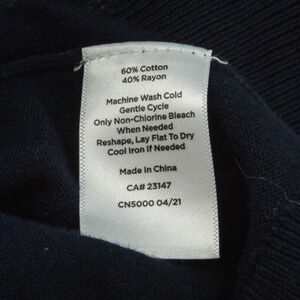 60% Cotton
40% Rayon
Machine Wash Cold
Gentle Cycle
Only Non-Chlorine Bleach
When Needed
Reshape, Lay Flat To Dry
Cool Iron If Needed
Made In China
CA# 23147
CN5000 04/21